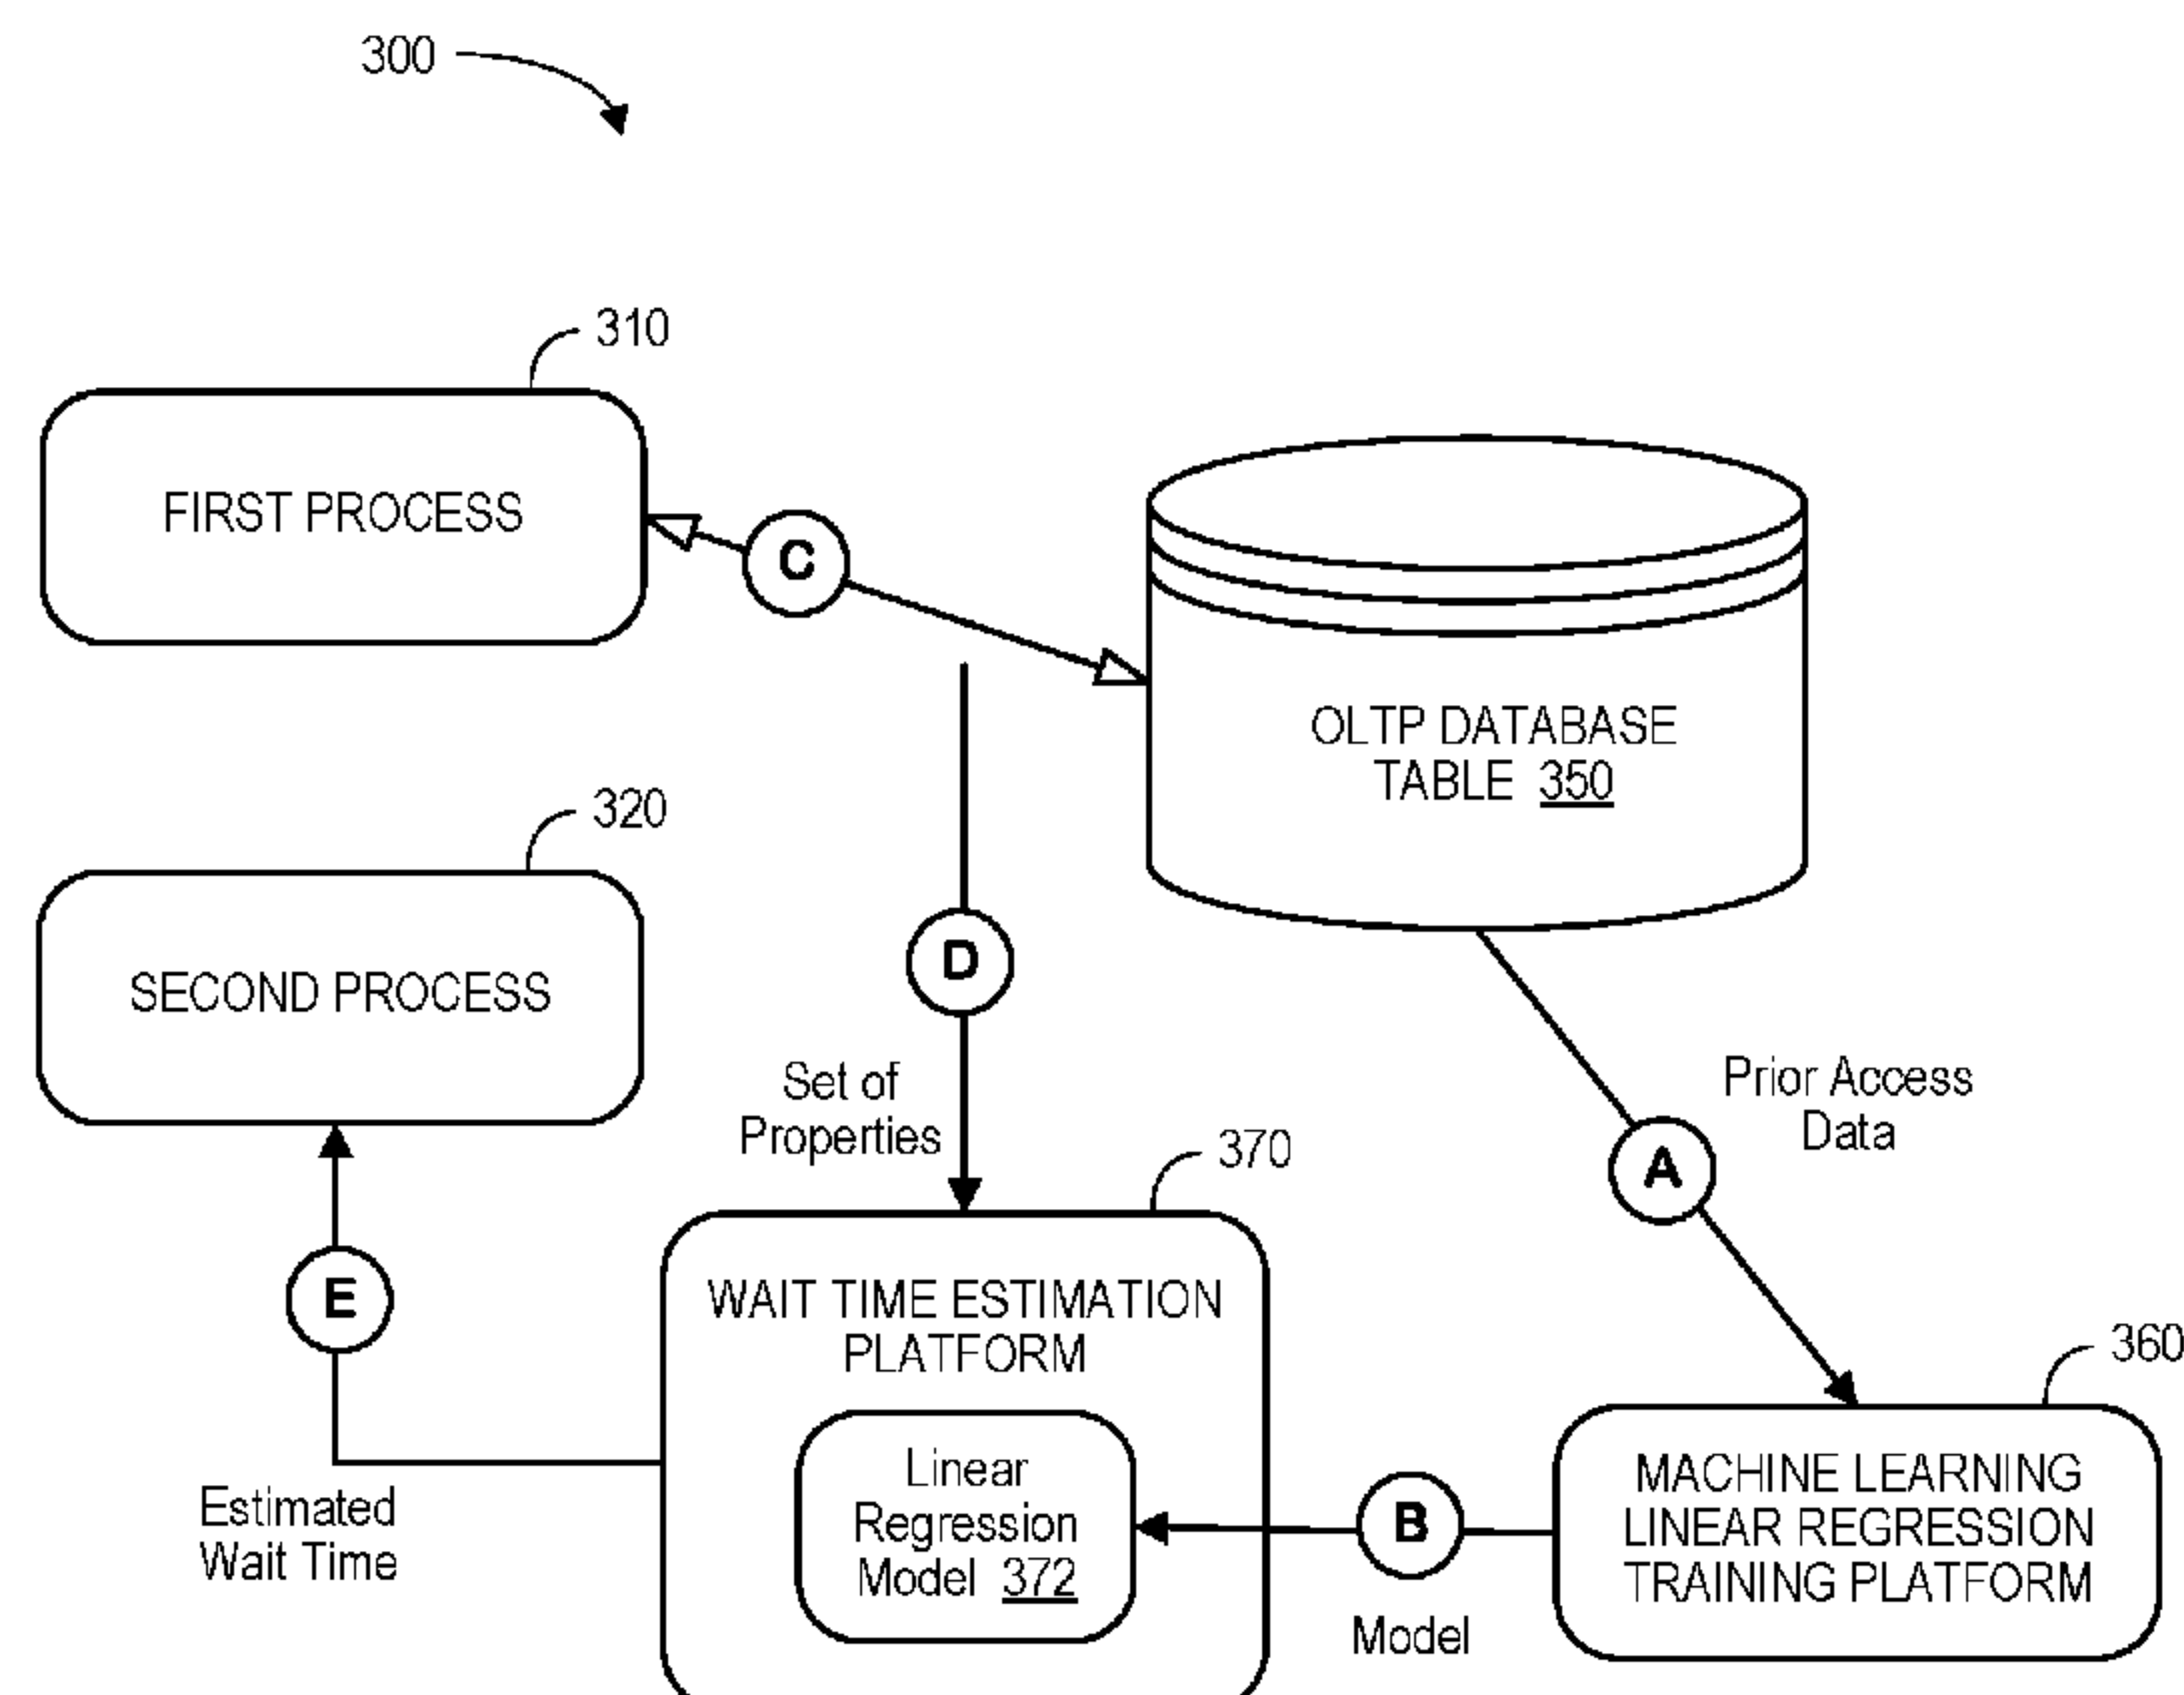 300
310
FIRST PROCESS
C
OLTP DATABASE
TABLE 350
320
SECOND PROCESS
D
Set of
Properties
Prior Access
Data
A
370
E
WAIT TIME ESTIMATION
PLATFORM
360
Linear
Regression
Model 372
B
Model
MACHINE LEARNING
LINEAR REGRESSION
TRAINING PLATFORM
Estimated
Wait Time